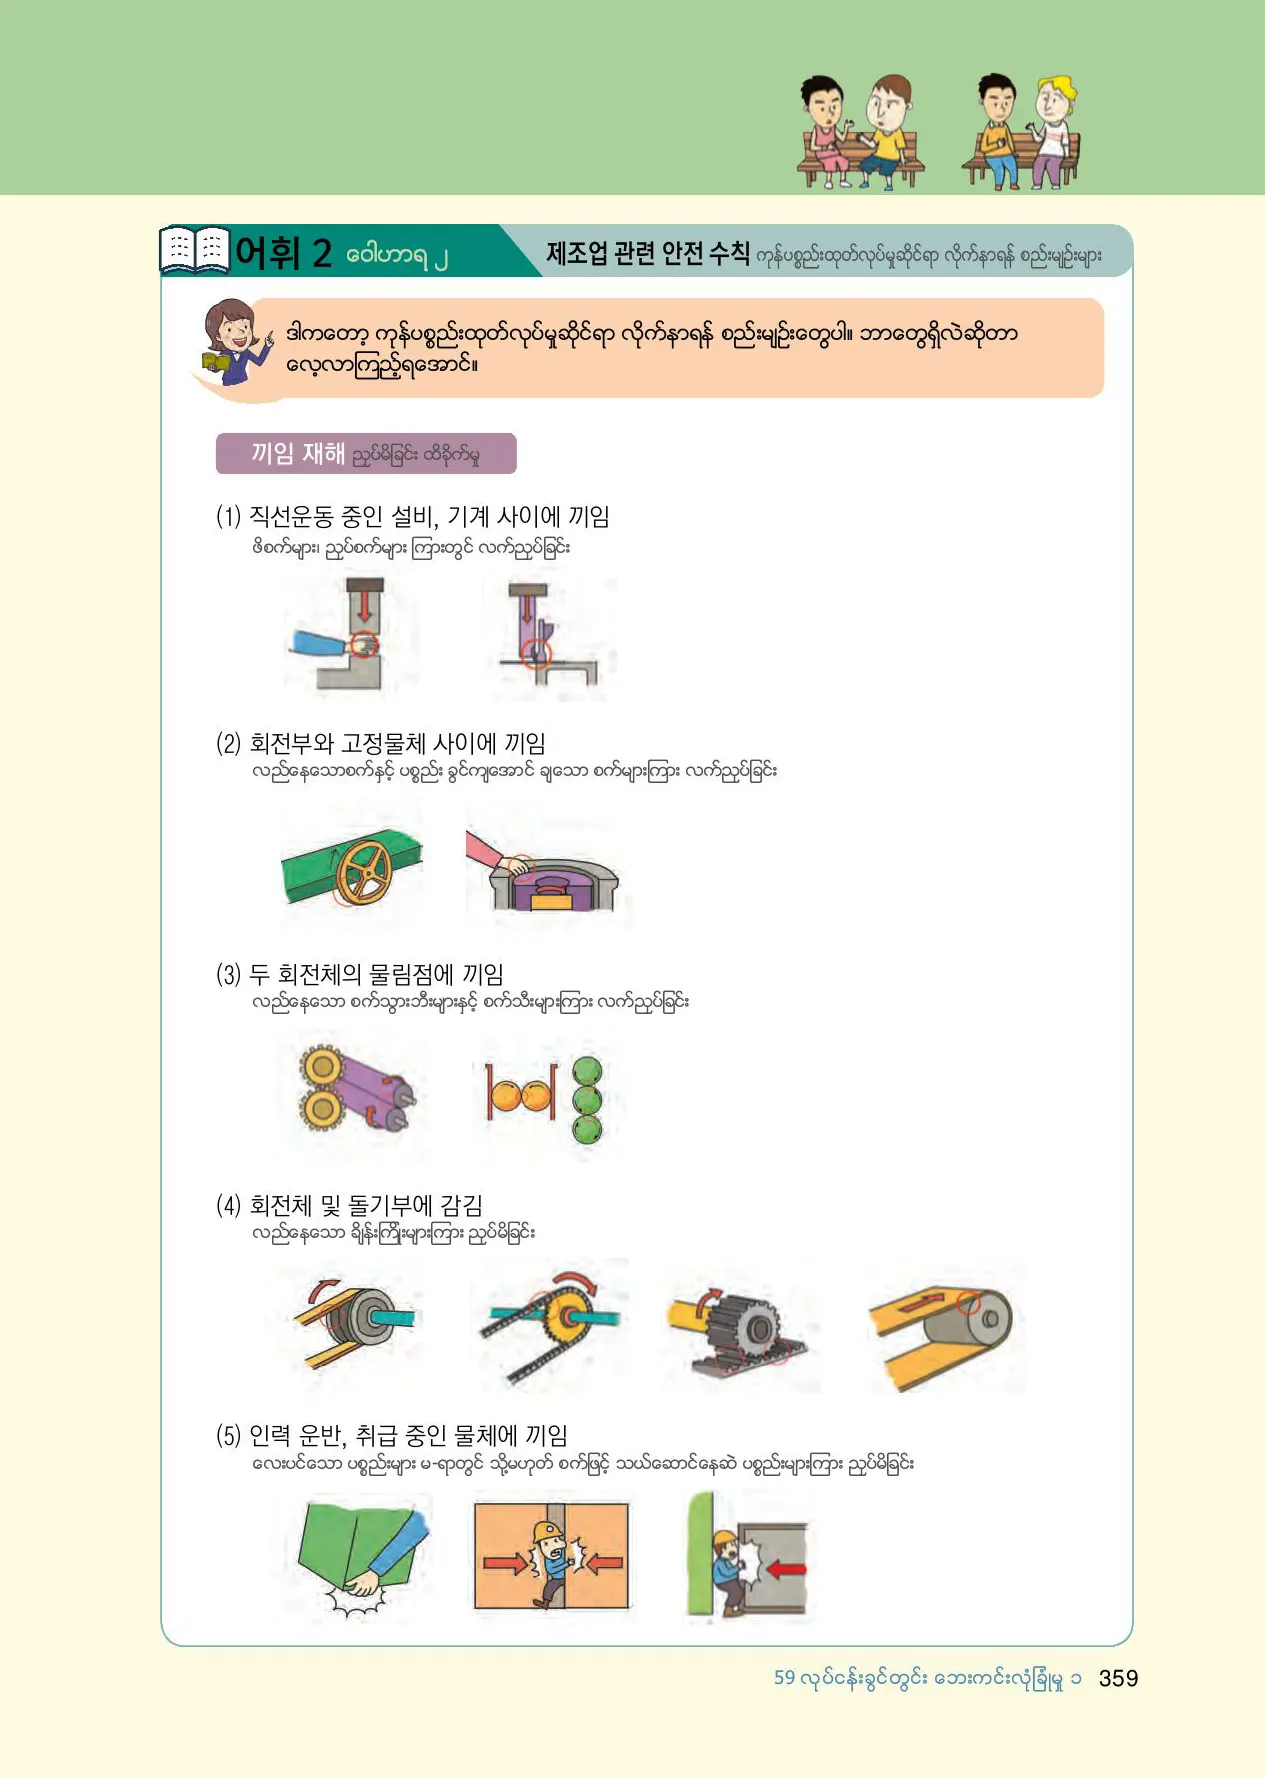 어휘 2 ဝေါဟာရ ၂
제조업 관련 안전 수칙 ကုန်ပစ္စည်းထုတ်လုပ်မှုဆိုင်ရာ လိုက်နာရန် စည်းမျဉ်းများ
ဒါကတော့ ကုန်ပစ္စည်းထုတ်လုပ်မှုဆိုင်ရာ လိုက်နာရန် စည်းမျဉ်းတွေပါ။ ဘာတွေရှိလဲဆိုတာ
လေ့လာကြည့်ရအောင်။
끼임 재해 ညှပ်မိခြင်း ထိခိုက်မှု
(1) 직선운동 중인 설비, 기계 사이에 끼임
ဖိစက်များ၊ ညှပ်စက်များ ကြားတွင် လက်ညှပ်ခြင်း
(2) 회전부와 고정물체 사이에 끼임
လည်နေသောစက်နှင့် ပစ္စည်း ခွင်ကျအောင် ချသော စက်များကြား လက်ညှပ်ခြင်း
(3) 두 회전체의 물림점에 끼임
လည်နေသော စက်သွားဘီးများနှင့် စက်သီးများကြား လက်ညှပ်ခြင်း
(4) 회전체 및 돌기부에 감김
လည်နေသော ချိန်းကြိုးများကြား ညှပ်မိခြင်း
(5) 인력 운반, 취급 중인 물체에 끼임
လေးပင်သော ပစ္စည်းများ မ-ရာတွင် သို့မဟုတ် စက်ဖြင့် သယ်ဆောင်နေဆဲ ပစ္စည်းများကြား ညှပ်မိခြင်း
59 လုပ်ငန်းခွင်တွင်း ဘေးကင်းလုံခြုံမှု ၁ 359